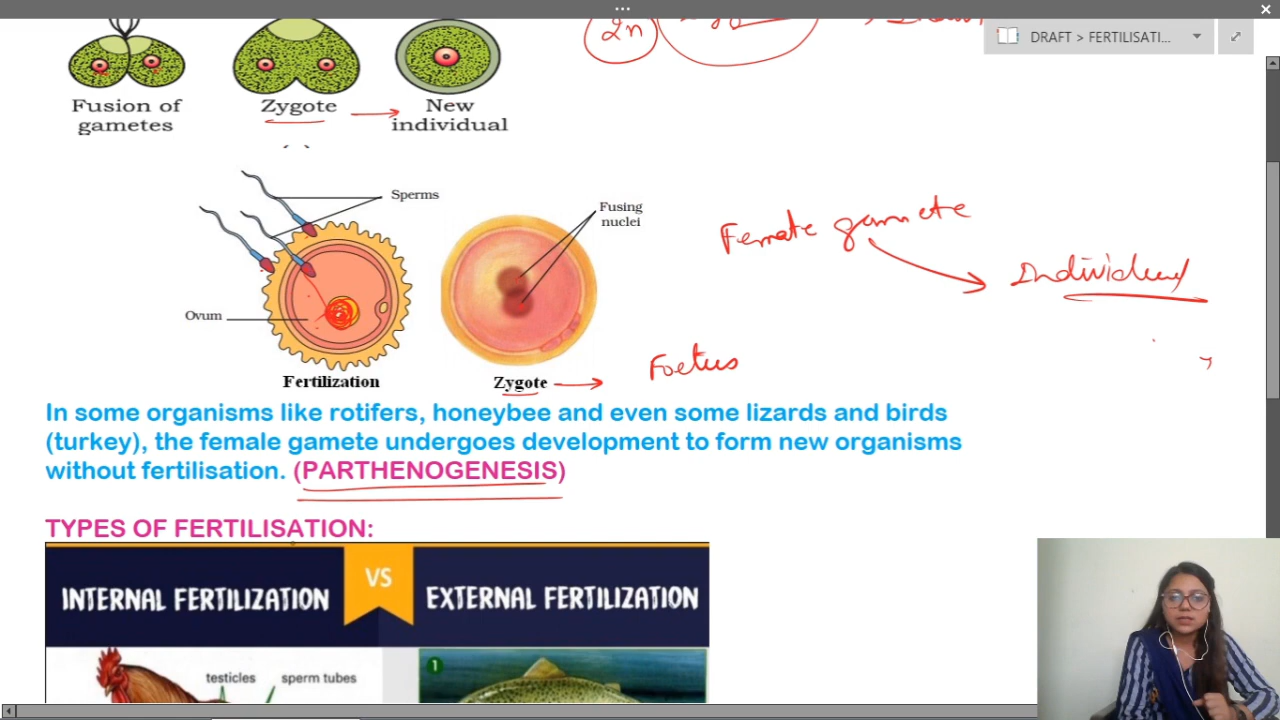 2n
DRAFT > FERTILISATI...
Fusion of
gametes
Zygote
New
individual
Sperms
Fusing
nuclei
Female gamete
Individual
Ovum
Foetus
Fertilization
Zygote
In some organisms like rotifers, honeybee and even some lizards and birds
(turkey), the female gamete undergoes development to form new organisms
without fertilisation. (PARTHENOGENESIS)
TYPES OF FERTILISATION:
INTERNAL FERTILIZATION
VS
EXTERNAL FERTILIZATION
testicles
sperm tubes
1